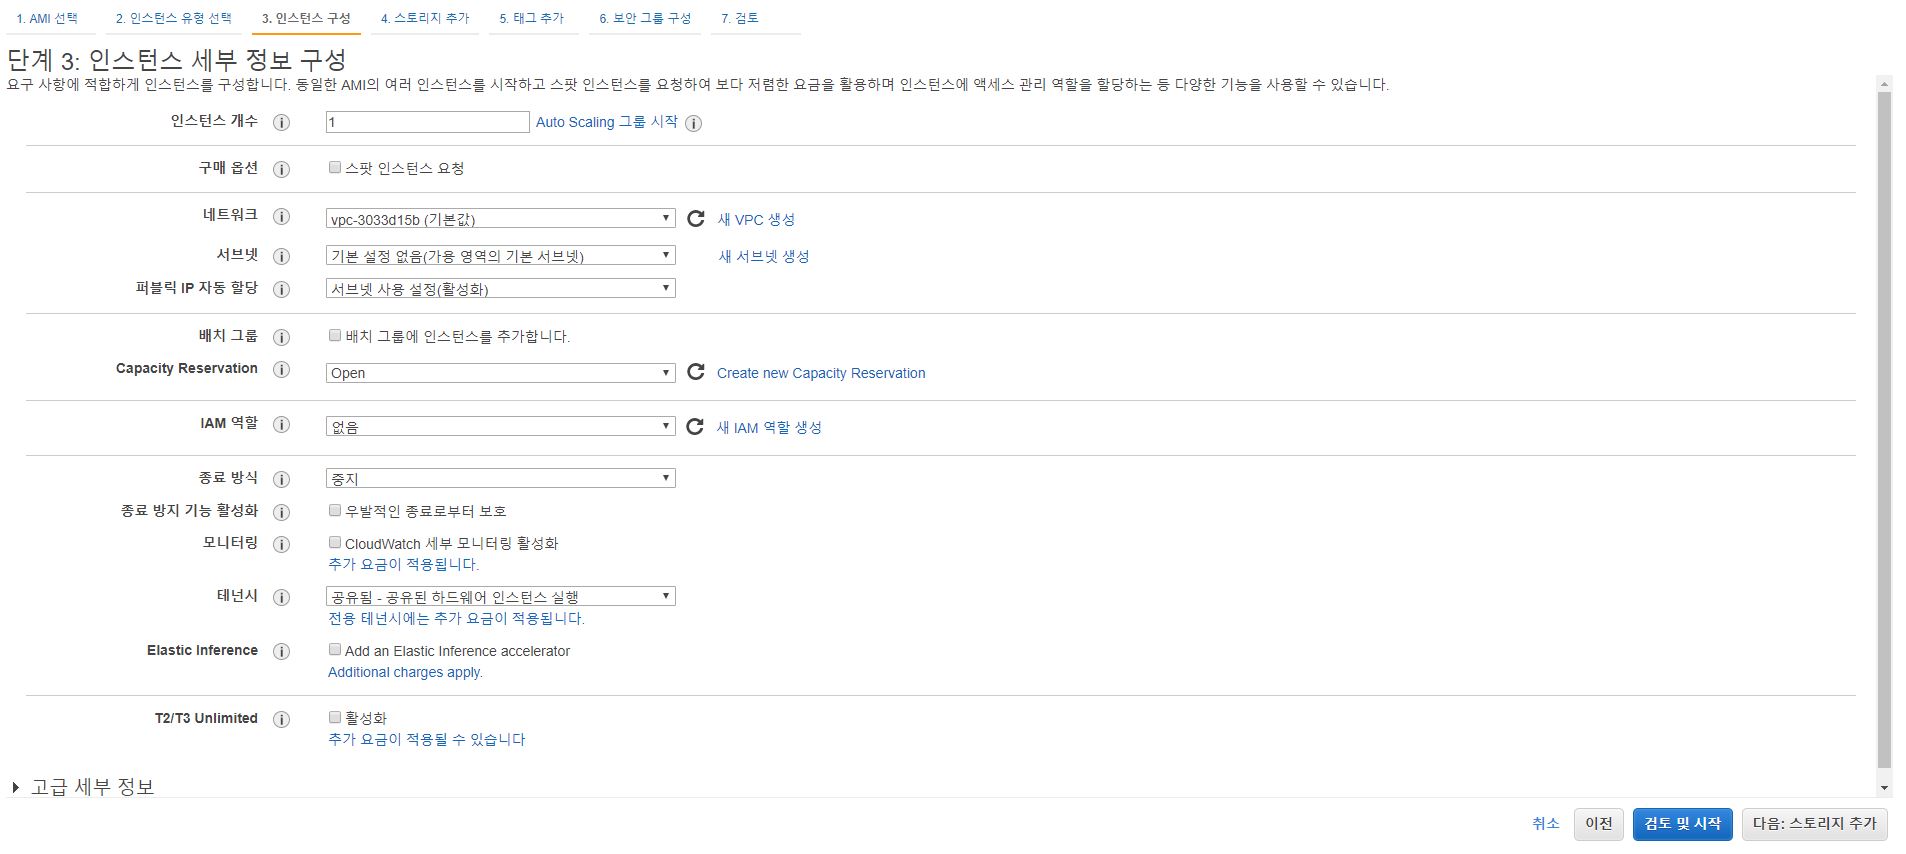 1. AMI 선택 2. 인스턴스 유형 선택 3. 인스턴스 구성 4. 스토리지 추가 5. 태그 추가 6. 보안 그룹 구성 7. 검토
단계 3: 인스턴스 세부 정보 구성
요구 사항에 적합하게 인스턴스를 구성합니다. 동일한 AMI의 여러 인스턴스를 시작하고 스팟 인스턴스를 요청하여 보다 저렴한 요금을 활용하며 인스턴스에 액세스 관리 역할을 할당하는 등 다양한 기능을 사용할 수 있습니다.
인스턴스 개수 i 1 Auto Scaling 그룹 시작 i
구매 옵션 i 스팟 인스턴스 요청
네트워크 i vpc-3033d15b (기본값) 새 VPC 생성
서브넷 i 기본 설정 없음(가용 영역의 기본 서브넷) 새 서브넷 생성
퍼블릭 IP 자동 할당 i 서브넷 사용 설정(활성화)
배치 그룹 i 배치 그룹에 인스턴스를 추가합니다.
Capacity Reservation i Open Create new Capacity Reservation
IAM 역할 i 없음 새 IAM 역할 생성
종료 방식 i 중지
종료 방지 기능 활성화 i 우발적인 종료로부터 보호
모니터링 i CloudWatch 세부 모니터링 활성화
추가 요금이 적용됩니다.
테넌시 i 공유됨 - 공유된 하드웨어 인스턴스 실행
전용 테넌시에는 추가 요금이 적용됩니다.
Elastic Inference i Add an Elastic Inference accelerator
Additional charges apply.
T2/T3 Unlimited i 활성화
추가 요금이 적용될 수 있습니다
고급 세부 정보
취소 이전 검토 및 시작 다음: 스토리지 추가